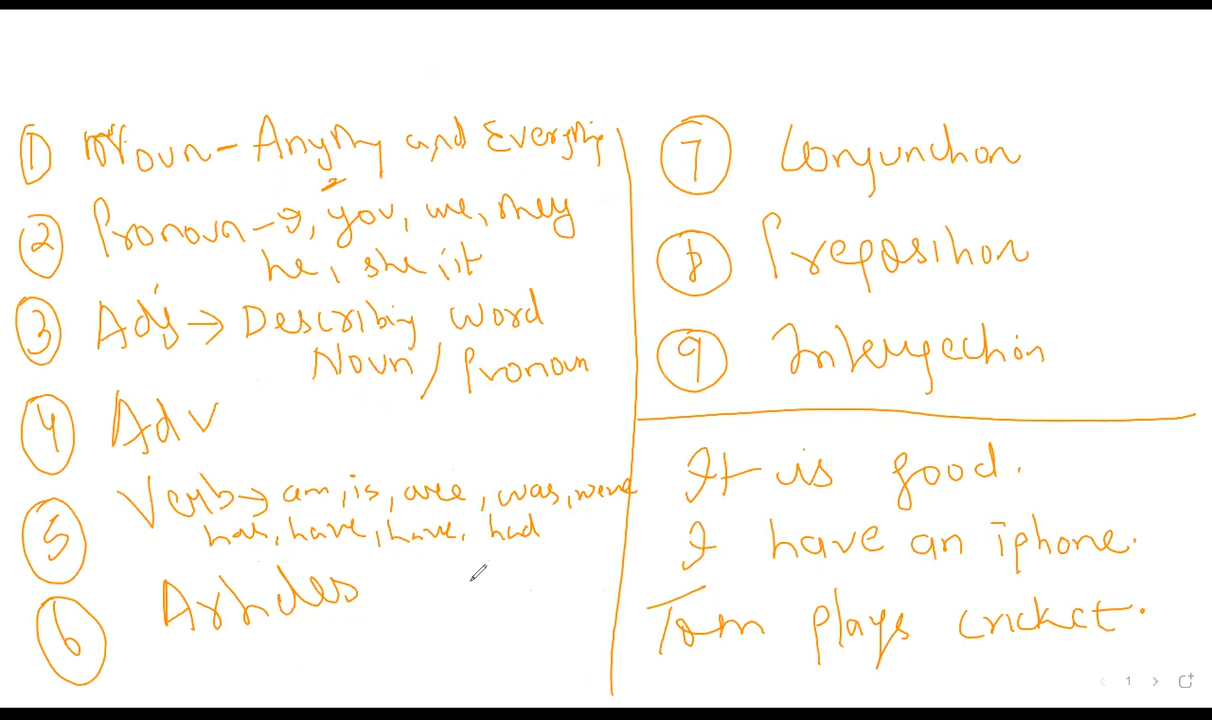 1 Noun - Anything and Everything
2 Pronoun - I, you, we, they
he, she, it
3 Adj → Describing word
Noun / Pronoun
4 Adv
5 Verb → am, is, are, was, were
has, have, have, had
6 Articles
7 Conjunction
8 Preposition
9 Interjection
It is good.
I have an iphone.
Tom plays cricket.
1